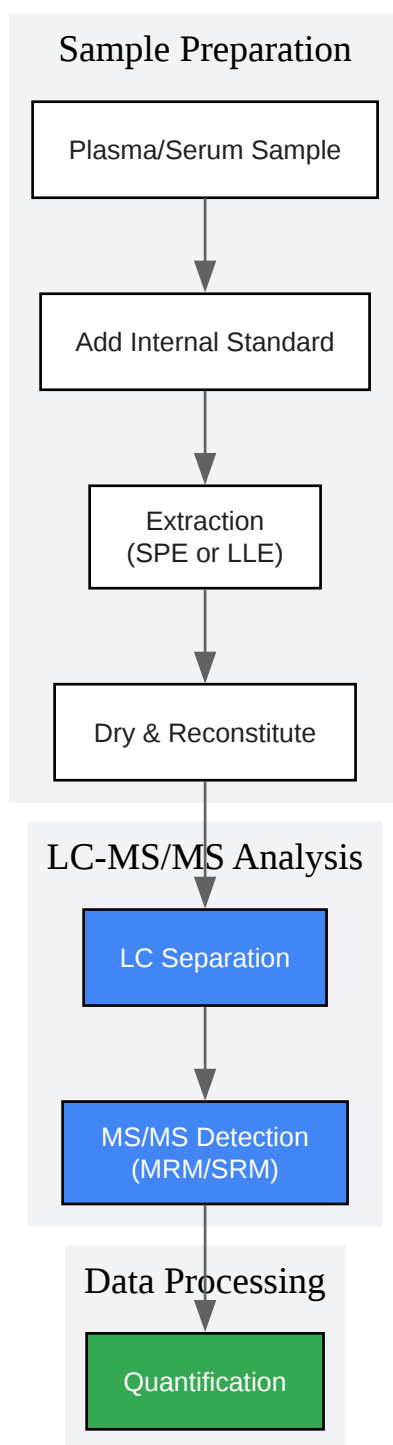 Sample Preparation
Plasma/Serum Sample
Add Internal Standard
Extraction
(SPE or LLE)
Dry & Reconstitute
LC-MS/MS Analysis
LC Separation
MS/MS Detection
(MRM/SRM)
Data Processing
Quantification